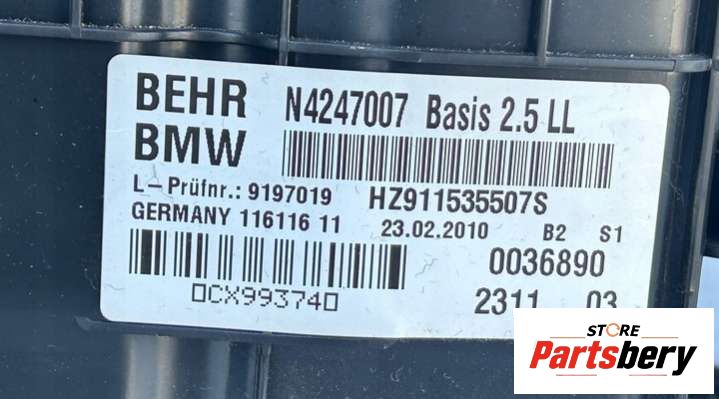 BEHR N4247007 Basis 2.5 LL
BMW
L-Prüfnr.: 9197019 HZ911535507S
GERMANY 116116 11 23.02.2010 B2 S1
0036890
0CX993740 2311 03
STORE
Partsbery